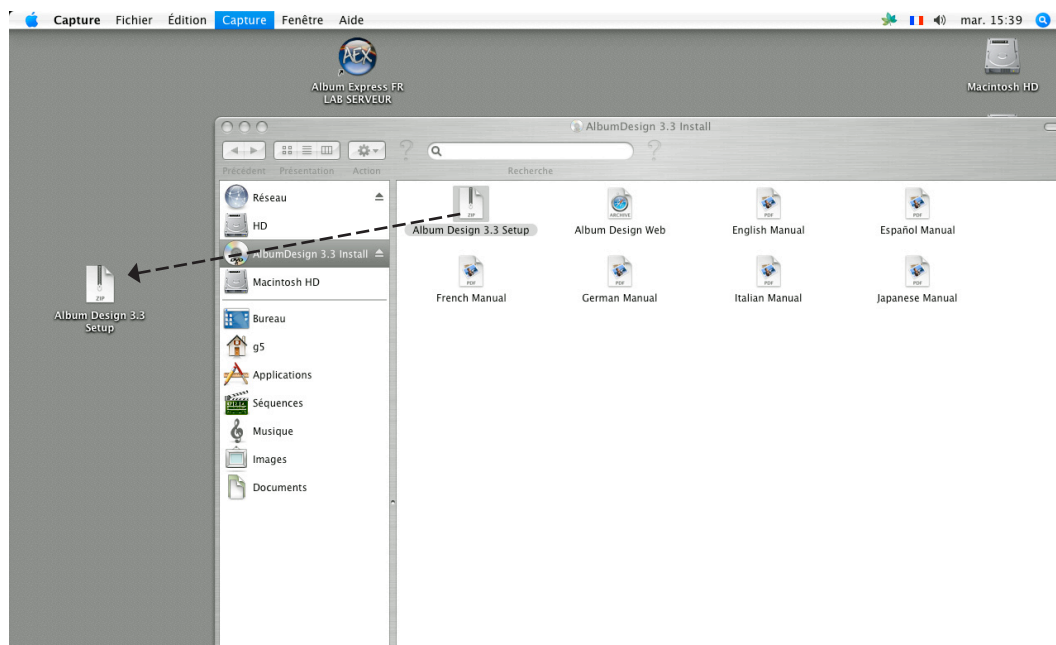 Capture Fichier Édition Capture Fenêtre Aide mar. 15:39
AEX
Album Express FR
LAB SERVEUR
Macintosh HD
AlbumDesign 3.3 Install
Précédent Présentation Action Recherche
Réseau
HD
AlbumDesign 3.3 Install
Macintosh HD
Bureau
g5
Applications
Séquences
Musique
Images
Documents
ZIP
Album Design 3.3 Setup
ARCHIVE
Album Design Web
PDF
English Manual
PDF
Español Manual
PDF
French Manual
PDF
German Manual
PDF
Italian Manual
PDF
Japanese Manual
ZIP
Album Design 3.3
Setup